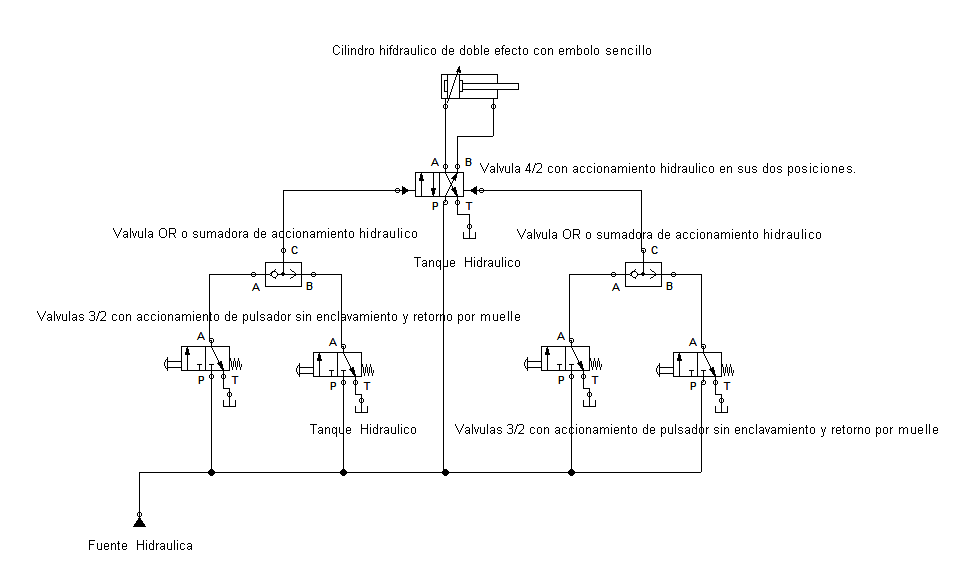 Cilindro hifdraulico de doble efecto con embolo sencillo
A B
Valvula 4/2 con accionamiento hidraulico en sus dos posiciones.
P T
Valvula OR o sumadora de accionamiento hidraulico
Valvula OR o sumadora de accionamiento hidraulico
C
C
Tanque Hidraulico
A B
A B
Valvulas 3/2 con accionamiento de pulsador sin enclavamiento y retorno por muelle
A
A
A
A
P T
P T
P T
P T
Tanque Hidraulico
Valvulas 3/2 con accionamiento de pulsador sin enclavamiento y retorno por muelle
Fuente Hidraulica